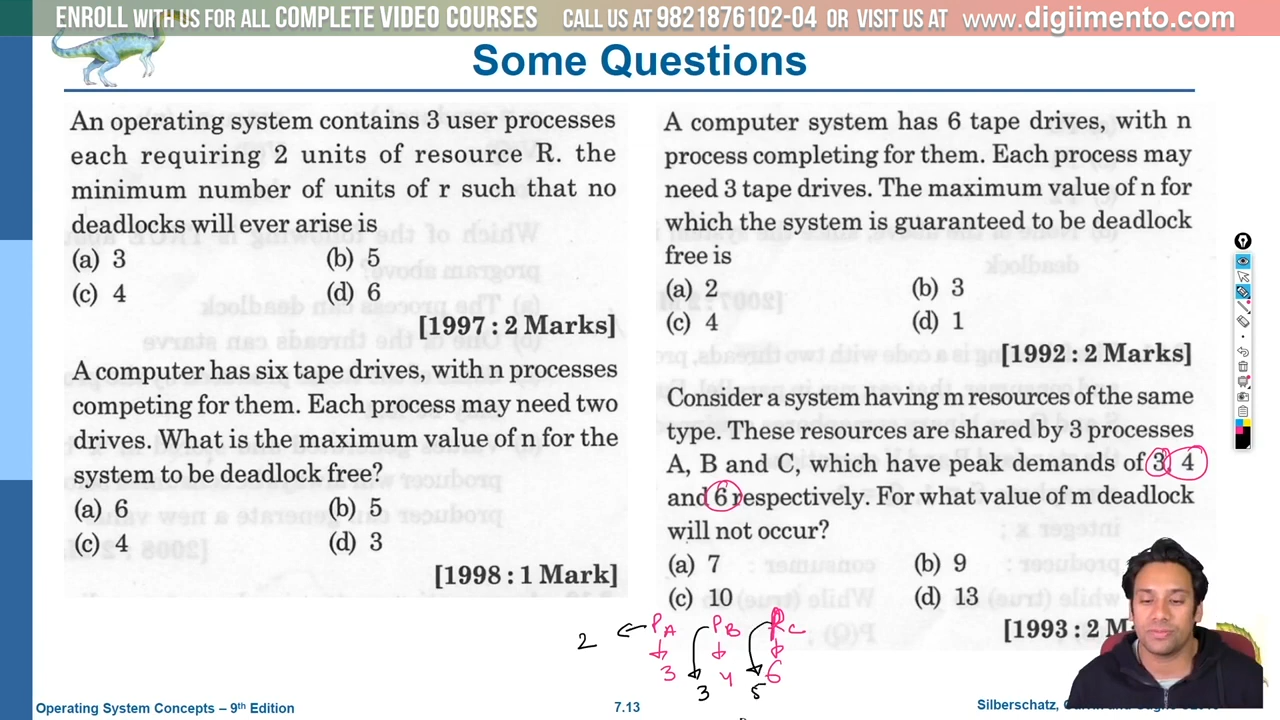 ENROLL WITH US FOR ALL COMPLETE VIDEO COURSES CALL US AT 9821876102-04 OR VISIT US AT www.digiimento.com
Some Questions
An operating system contains 3 user processes
each requiring 2 units of resource R. the
minimum number of units of r such that no
deadlocks will ever arise is
(a) 3 (b) 5
(c) 4 (d) 6
[1997 : 2 Marks]
A computer has six tape drives, with n processes
competing for them. Each process may need two
drives. What is the maximum value of n for the
system to be deadlock free?
(a) 6 (b) 5
(c) 4 (d) 3
[1998 : 1 Mark]
A computer system has 6 tape drives, with n
process completing for them. Each process may
need 3 tape drives. The maximum value of n for
which the system is guaranteed to be deadlock
free is
(a) 2 (b) 3
(c) 4 (d) 1
[1992 : 2 Marks]
Consider a system having m resources of the same
type. These resources are shared by 3 processes
A, B and C, which have peak demands of 3, 4
and 6 respectively. For what value of m deadlock
will not occur?
(a) 7 (b) 9
(c) 10 (d) 13
[1993 : 2 M
2 PA PB PC
3 4 6
3 5
Operating System Concepts – 9th Edition 7.13 Silberschatz,